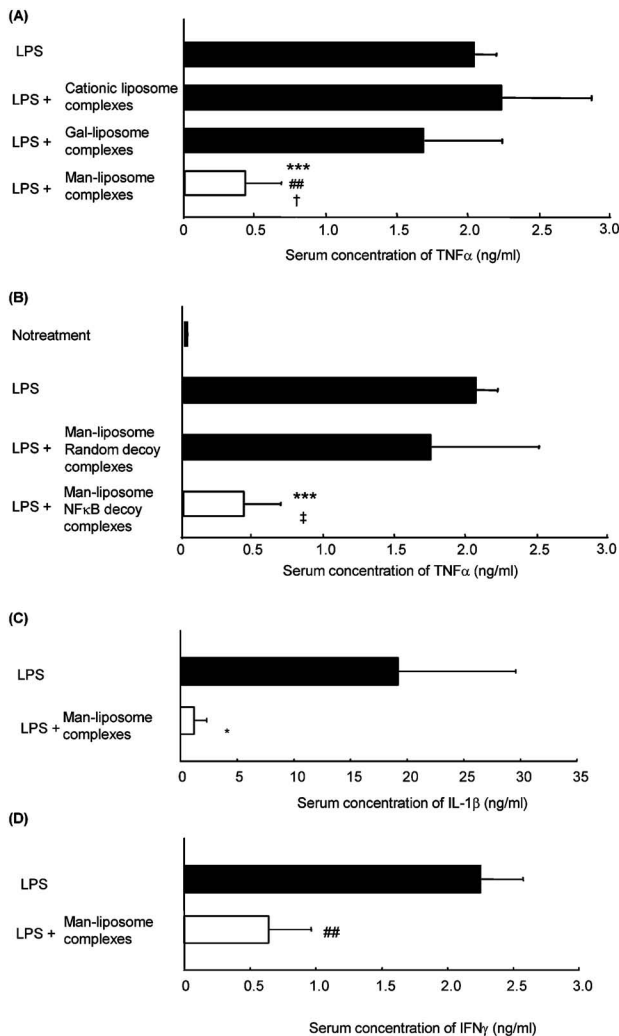 (A)
LPS
LPS + Cationic liposome
complexes
LPS + Gal-liposome
complexes
LPS + Man-liposome
complexes
***
##
†
0 0.5 1.0 1.5 2.0 2.5 3.0
Serum concentration of TNFα (ng/ml)
(B)
Notreatment
LPS
LPS + Man-liposome
Random decoy
complexes
LPS + Man-liposome
NFκB decoy
complexes
***
‡
0 0.5 1.0 1.5 2.0 2.5 3.0
Serum concentration of TNFα (ng/ml)
(C)
LPS
LPS + Man-liposome
complexes
*
0 5 10 15 20 25 30 35
Serum concentration of IL-1β (ng/ml)
(D)
LPS
LPS + Man-liposome
complexes
##
0 0.5 1.0 1.5 2.0 2.5 3.0
Serum concentration of IFNγ (ng/ml)